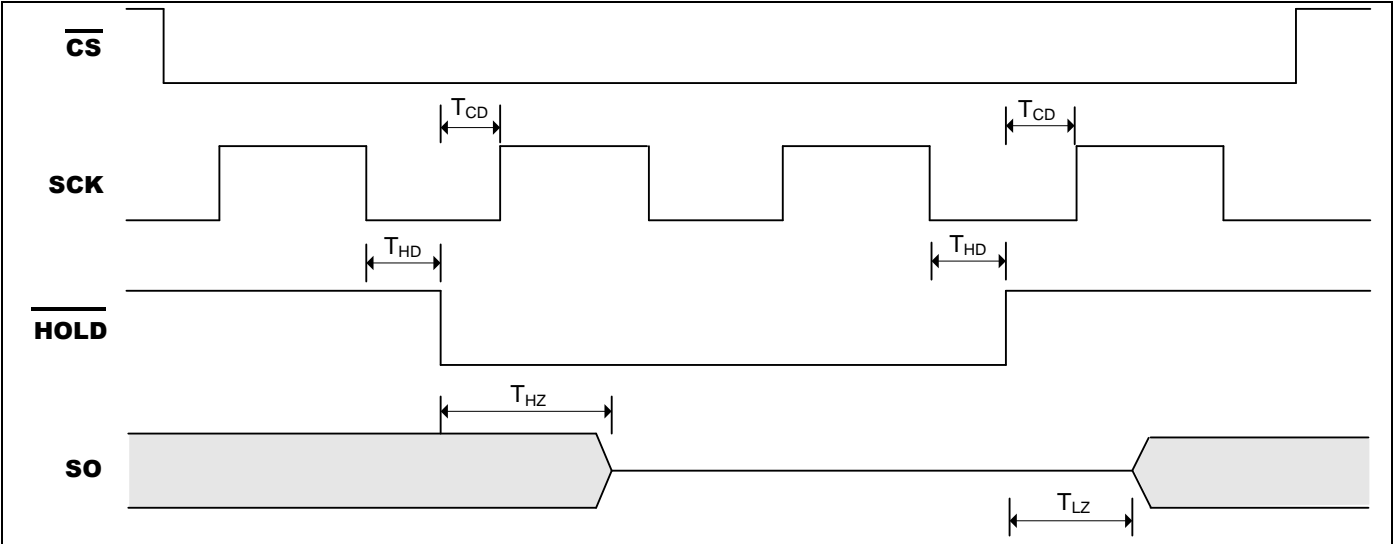 CS
T_CD T_CD
SCK
T_HD T_HD
HOLD
T_HZ
SO
T_LZ